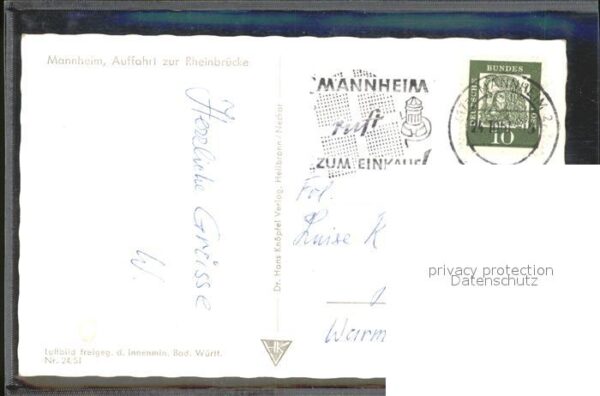 Mannheim, Auffahrt zur Rheinbrücke
Herzliche Grüsse
W.
Luftbild freigeg. d. Innenmin. Bad. Württ.
Nr. 24/51
Dr. Hans Knöpfel Verlag, Heilbronn/Neckar
MANNHEIM
ruft
ZUM EINKAUF
DEUTSCHE
BUNDES
10
Frl.
Luise K
privacy protection
Datenschutz